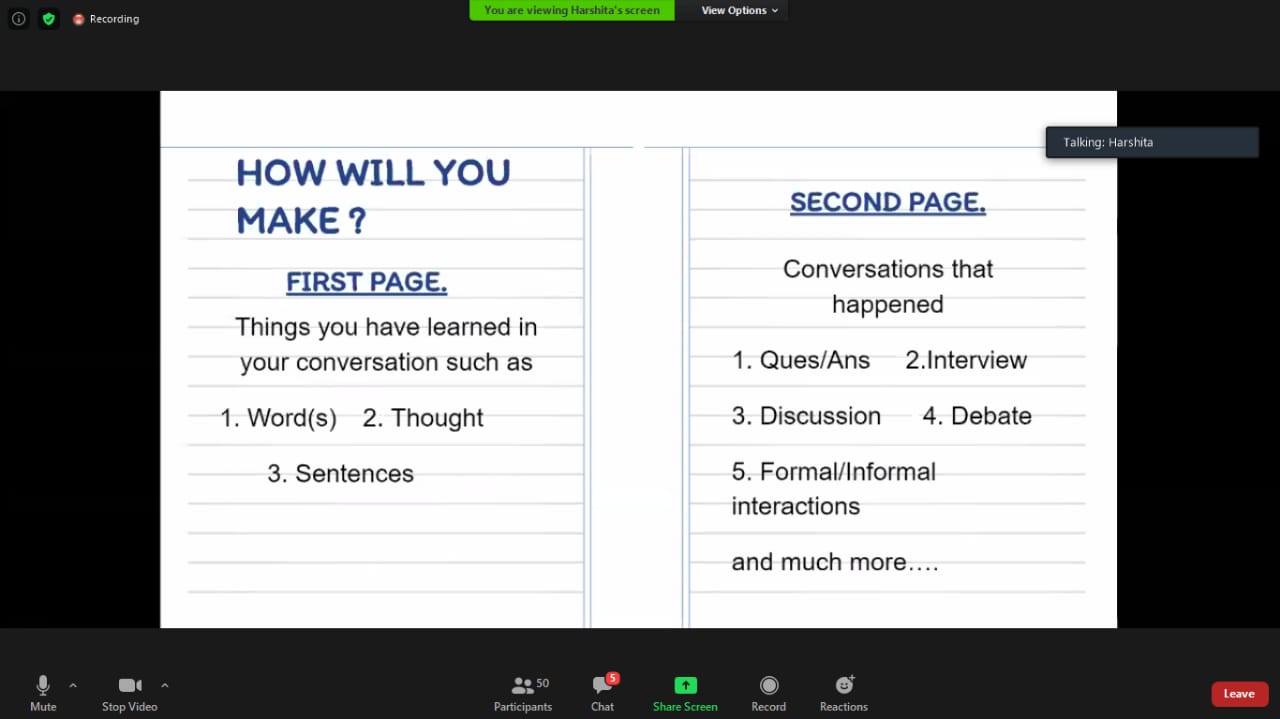 Recording
You are viewing Harshita's screen
View Options
Talking: Harshita
HOW WILL YOU
MAKE ?
FIRST PAGE.
Things you have learned in
your conversation such as
1. Word(s) 2. Thought
3. Sentences
SECOND PAGE.
Conversations that
happened
1. Ques/Ans 2.Interview
3. Discussion 4. Debate
5. Formal/Informal
interactions
and much more....
50
5
Mute
Stop Video
Participants
Chat
Share Screen
Record
Reactions
Leave